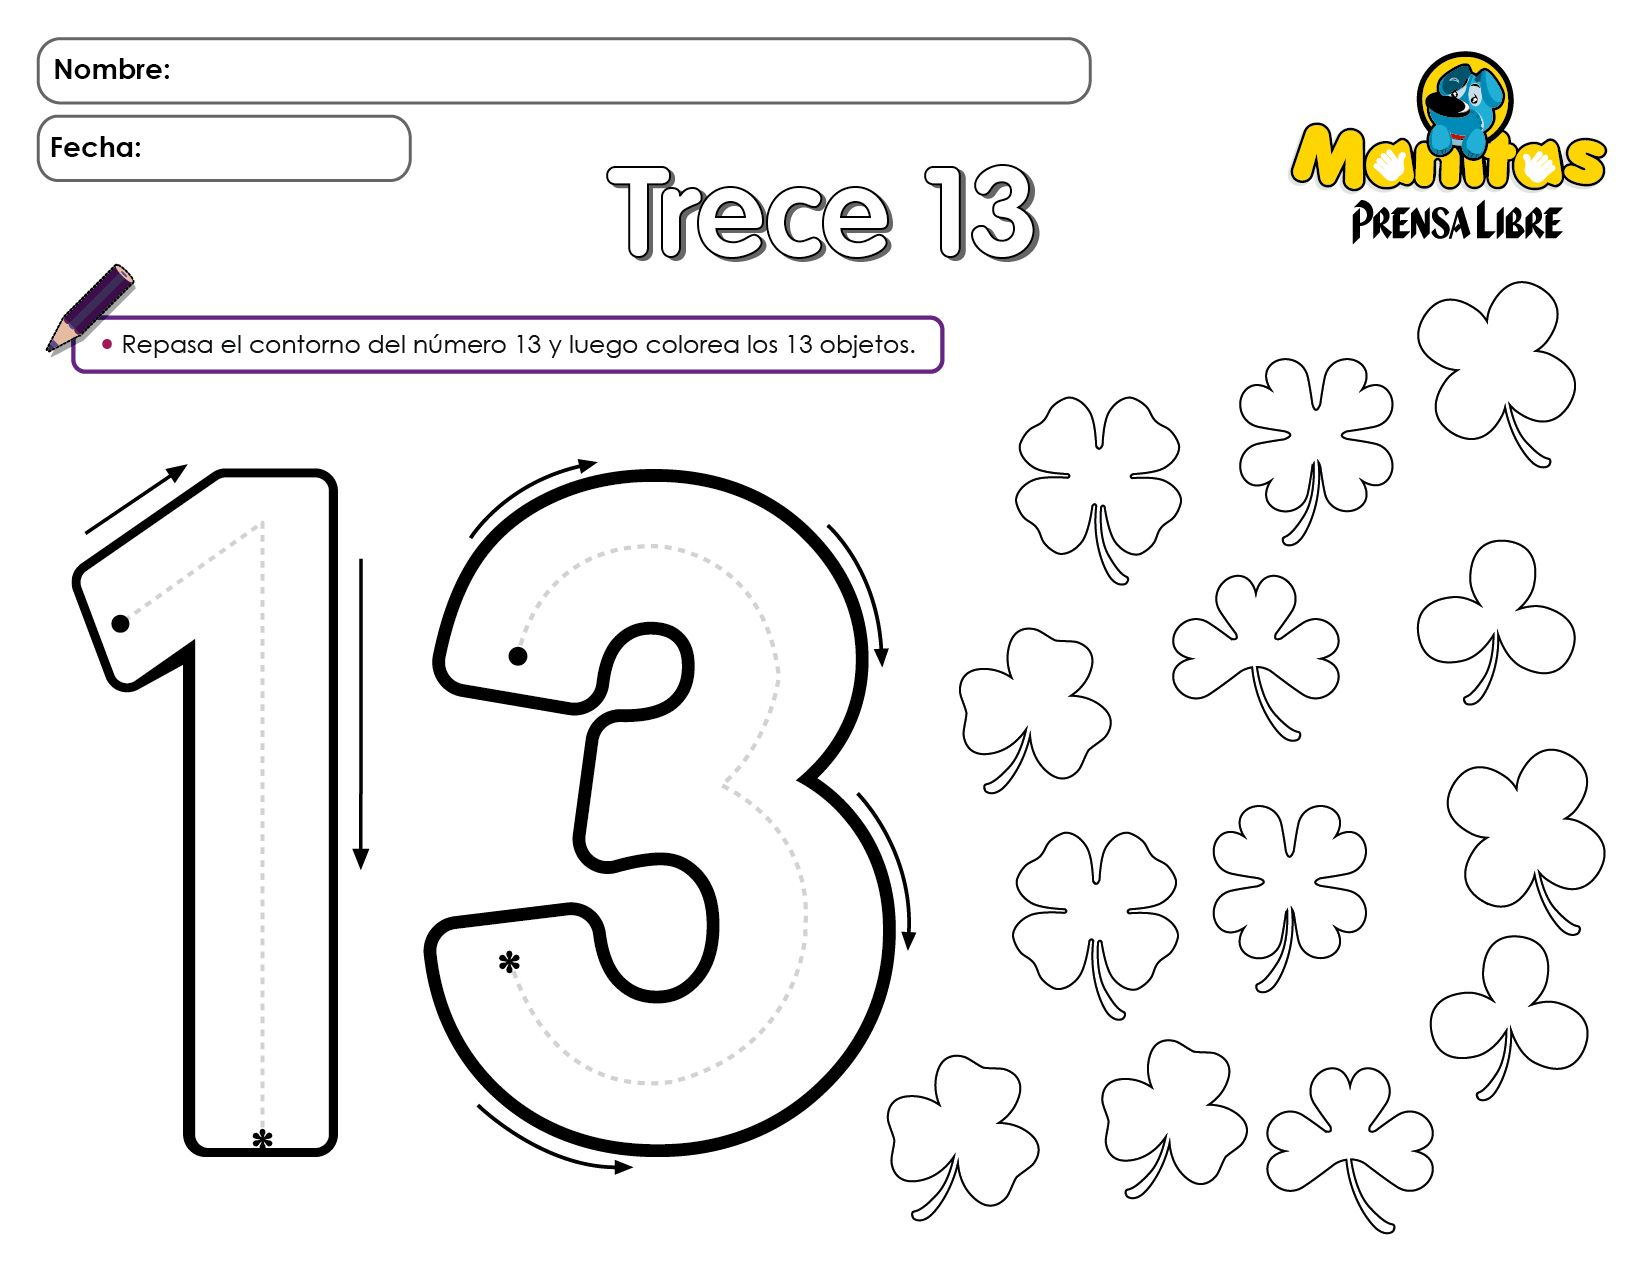 Nombre:
Fecha:
Manitas
PRENSA LIBRE
Trece 13
• Repasa el contorno del número 13 y luego colorea los 13 objetos.
13